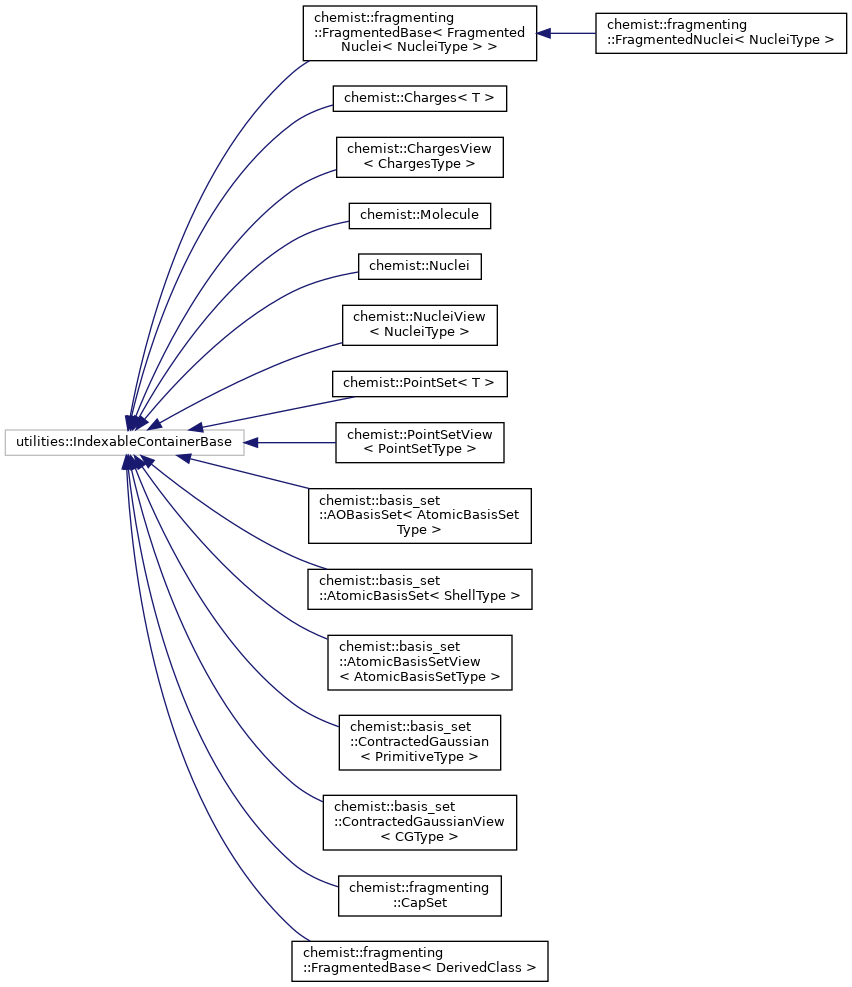 chemist::fragmenting
::FragmentedBase< Fragmented
Nuclei< NucleiType > >
chemist::fragmenting
::FragmentedNuclei< NucleiType >
chemist::Charges< T >
chemist::ChargesView
< ChargesType >
chemist::Molecule
chemist::Nuclei
chemist::NucleiView
< NucleiType >
chemist::PointSet< T >
utilities::IndexableContainerBase
chemist::PointSetView
< PointSetType >
chemist::basis_set
::AOBasisSet< AtomicBasisSet
Type >
chemist::basis_set
::AtomicBasisSet< ShellType >
chemist::basis_set
::AtomicBasisSetView
< AtomicBasisSetType >
chemist::basis_set
::ContractedGaussian
< PrimitiveType >
chemist::basis_set
::ContractedGaussianView
< CGType >
chemist::fragmenting
::CapSet
chemist::fragmenting
::FragmentedBase< DerivedClass >